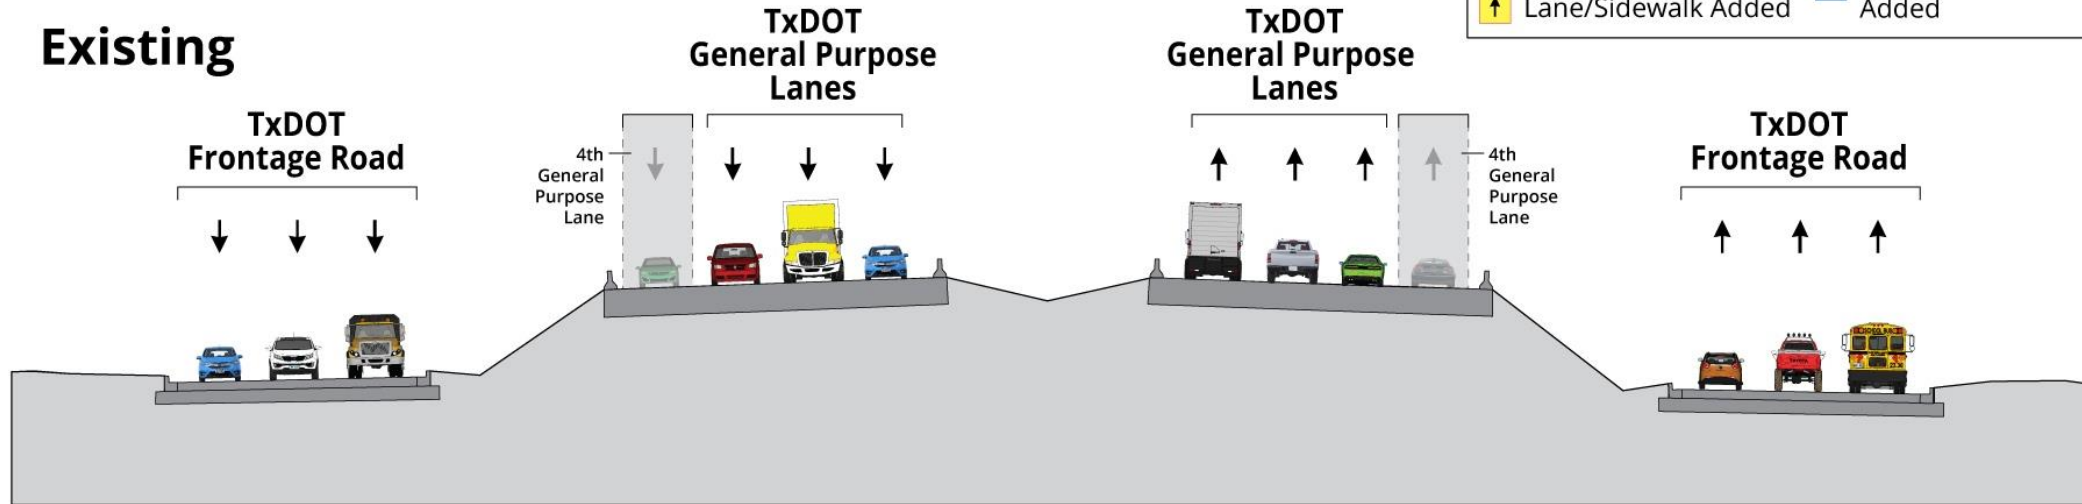 Existing
TxDOT
Frontage Road
4th
General
Purpose
Lane
TxDOT
General Purpose
Lanes
TxDOT
General Purpose
Lanes
4th
General
Purpose
Lane
TxDOT
Frontage Road
Lane/Sidewalk Added
Added